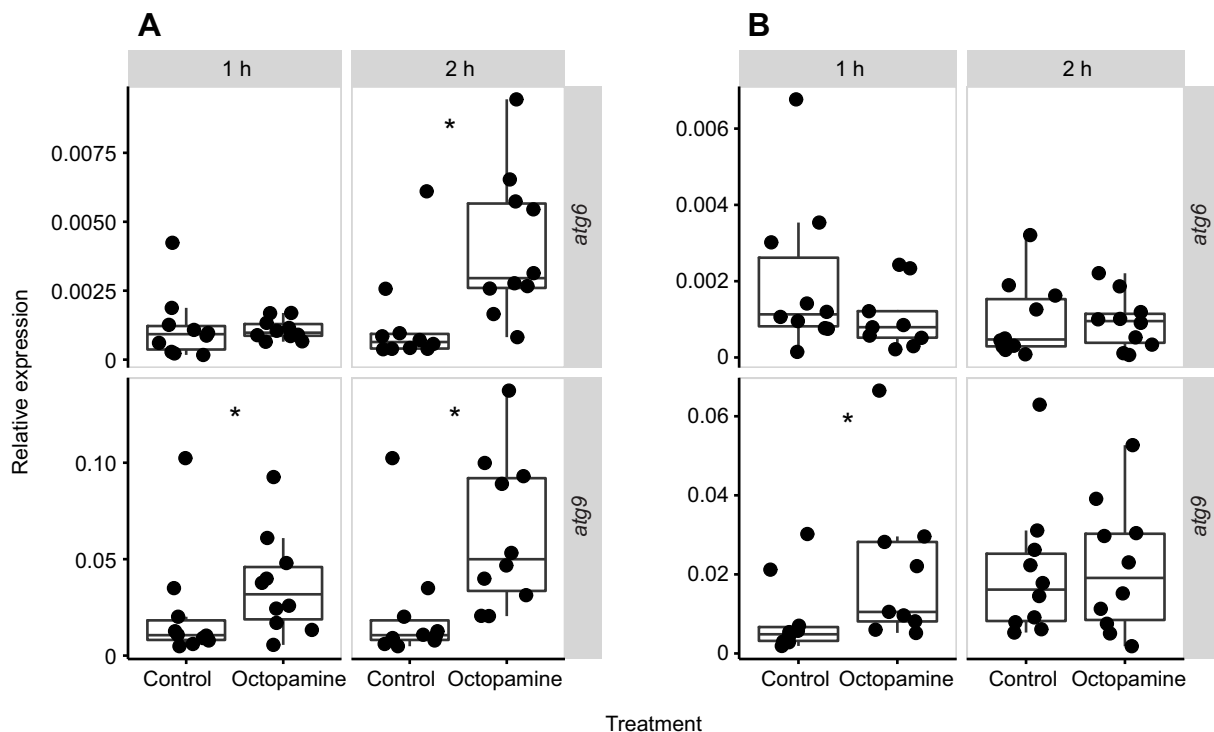 A
B
1 h
2 h
1 h
2 h
*
0.0075
0.0050
0.0025
0
atg6
0.006
0.004
0.002
0
atg6
Relative expression
*
*
0.10
0.05
0
atg9
*
0.06
0.04
0.02
0
atg9
Control
Octopamine
Control
Octopamine
Control
Octopamine
Control
Octopamine
Treatment